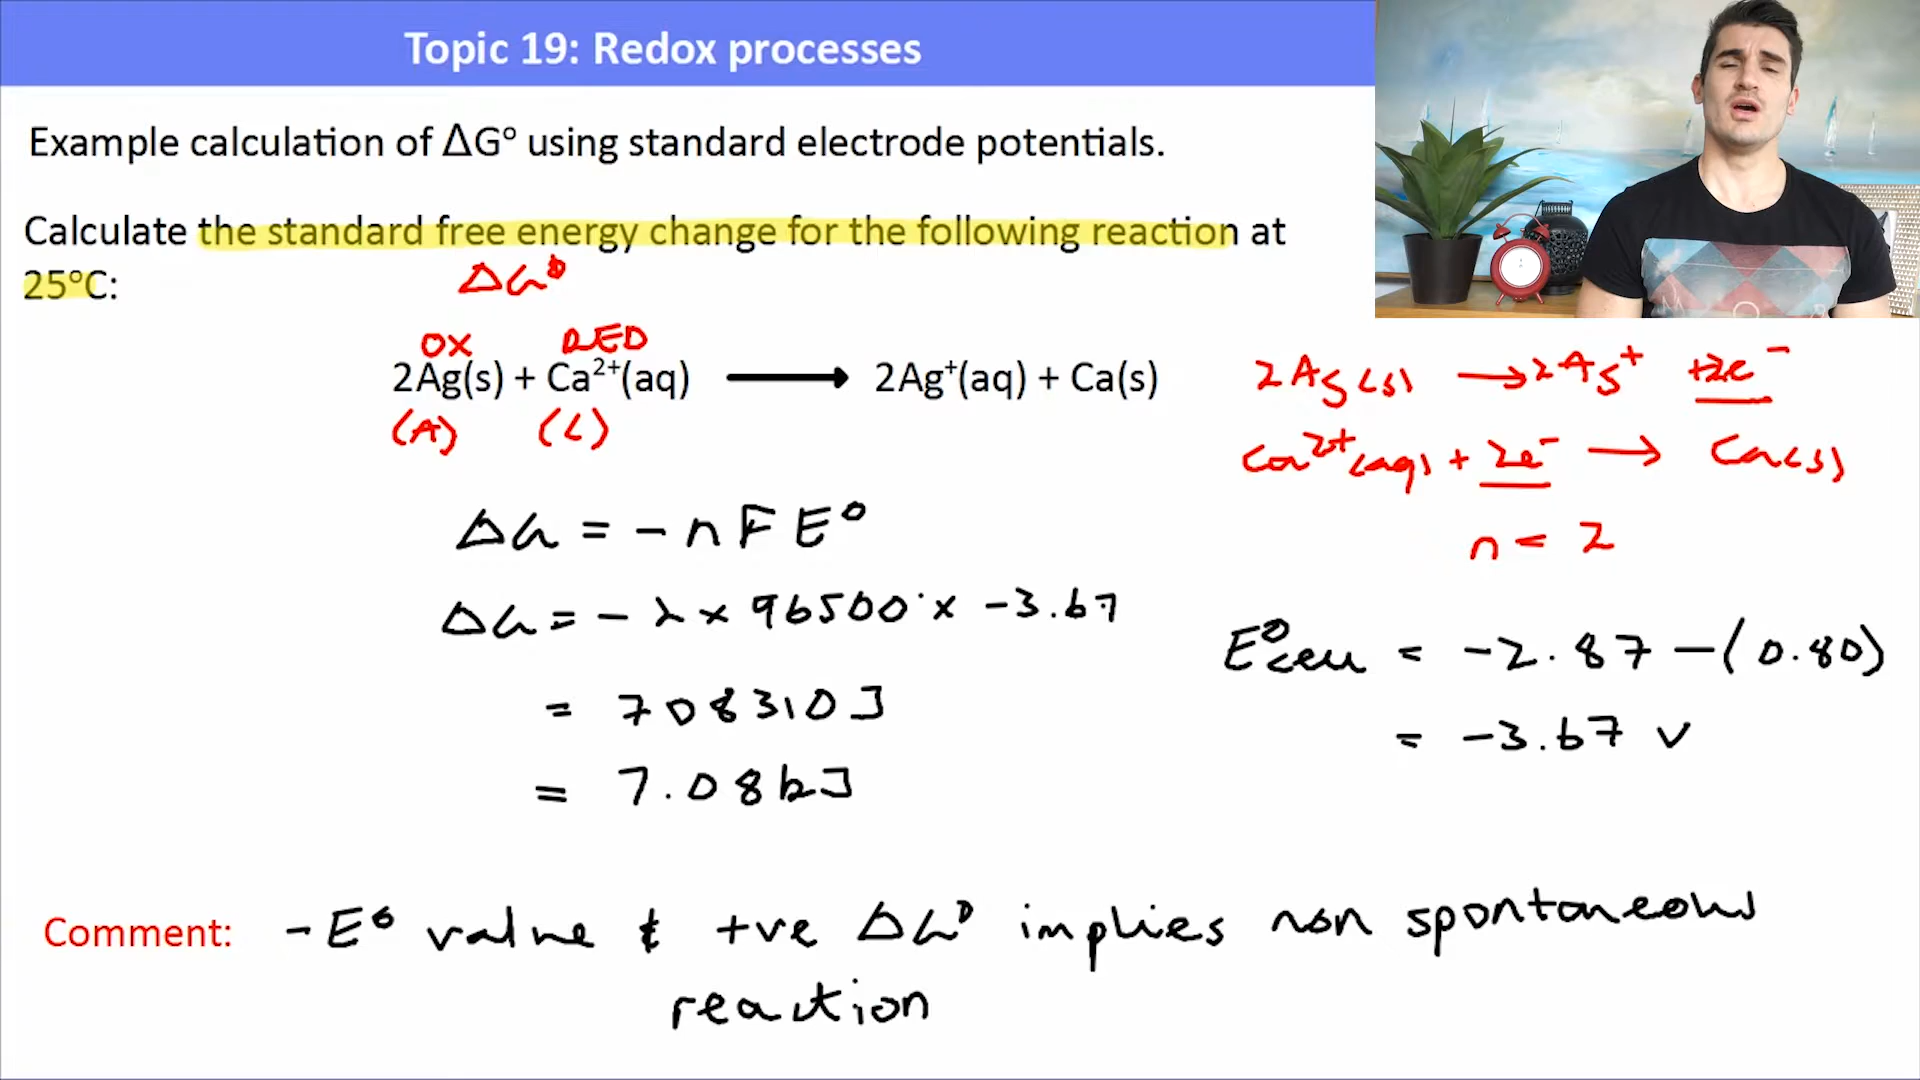 Topic 19: Redox processes
Example calculation of ΔG° using standard electrode potentials.
Calculate the standard free energy change for the following reaction at
25°C:
ΔG°
OX RED
2Ag(s) + Ca²⁺(aq) ⟶ 2Ag⁺(aq) + Ca(s)
(A) (C)
2Ag(s) → 2Ag⁺ +2e⁻
Ca²⁺(aq) + 2e⁻ → Ca(s)
n = 2
ΔG = - n F E°
ΔG = - 2 x 96500 x -3.67
= 708310 J
= 7.08 kJ
E°cell = -2.87 - (0.80)
= -3.67 V
Comment: - E° value & +ve ΔG° implies non spontaneous
reaction